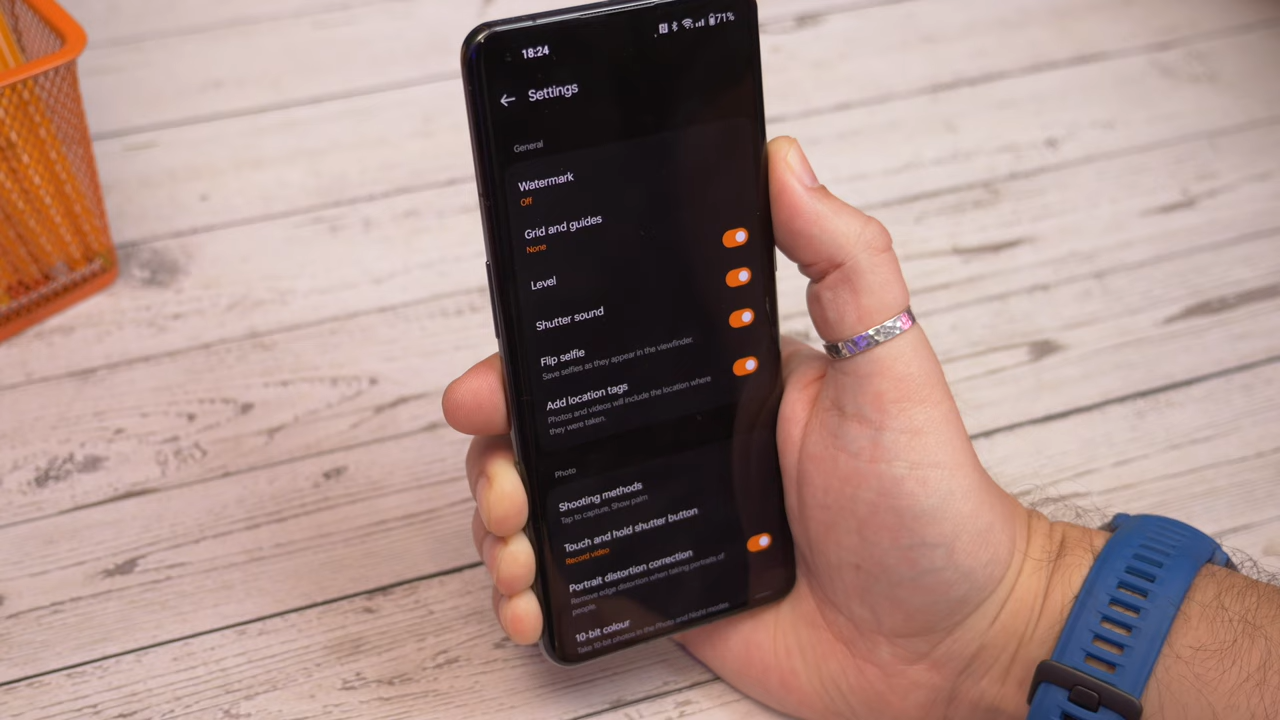 18:24
71%
Settings
General
Watermark
Off
Grid and guides
None
Level
Shutter sound
Flip selfie
Save selfies as they appear in the viewfinder.
Add location tags
Photos and videos will include the location where
they were taken.
Photo
Shooting methods
Tap to capture, Show palm
Touch and hold shutter button
Record video
Portrait distortion correction
Remove edge distortion when taking portraits of
people.
10-bit colour
Take 10-bit photos in the Photo and Night modes